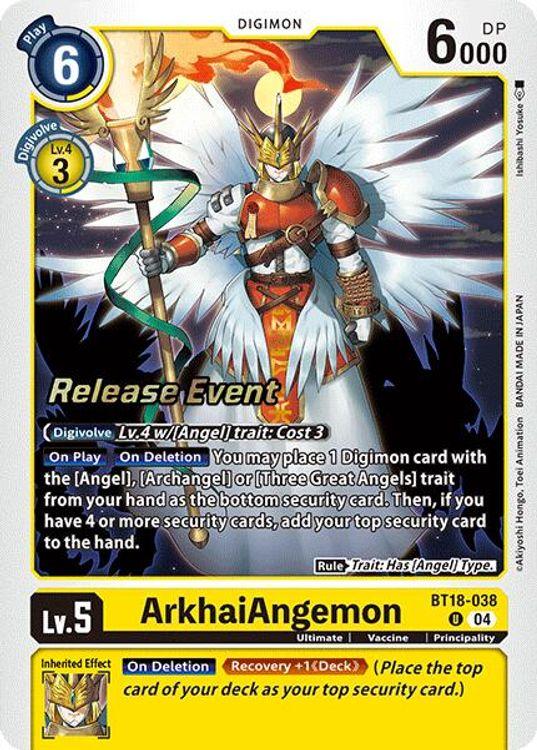 Play
6
DIGIMON
DP
6000
Digivolve
Lv.4
3
Ishibashi Yosuke
©Akiyoshi Hongo, Toei Animation BANDAI MADE IN JAPAN
Release Event
Digivolve Lv.4 w/[Angel] trait: Cost 3
On Play On Deletion You may place 1 Digimon card with
the [Angel], [Archangel] or [Three Great Angels] trait
from your hand as the bottom security card. Then, if you
have 4 or more security cards, add your top security card
to the hand.
Rule Trait: Has [Angel] Type.
Lv.5
ArkhaiAngemon
BT18-038
U 04
Ultimate | Vaccine | Principality
Inherited Effect
On Deletion Recovery +1《Deck》 (Place the top
card of your deck as your top security card.)